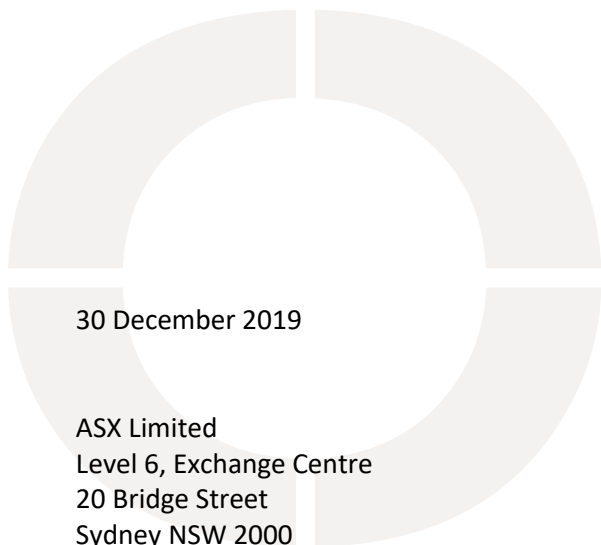 30 December 2019
ASX Limited
Level 6, Exchange Centre
20 Bridge Street
Sydney NSW 2000